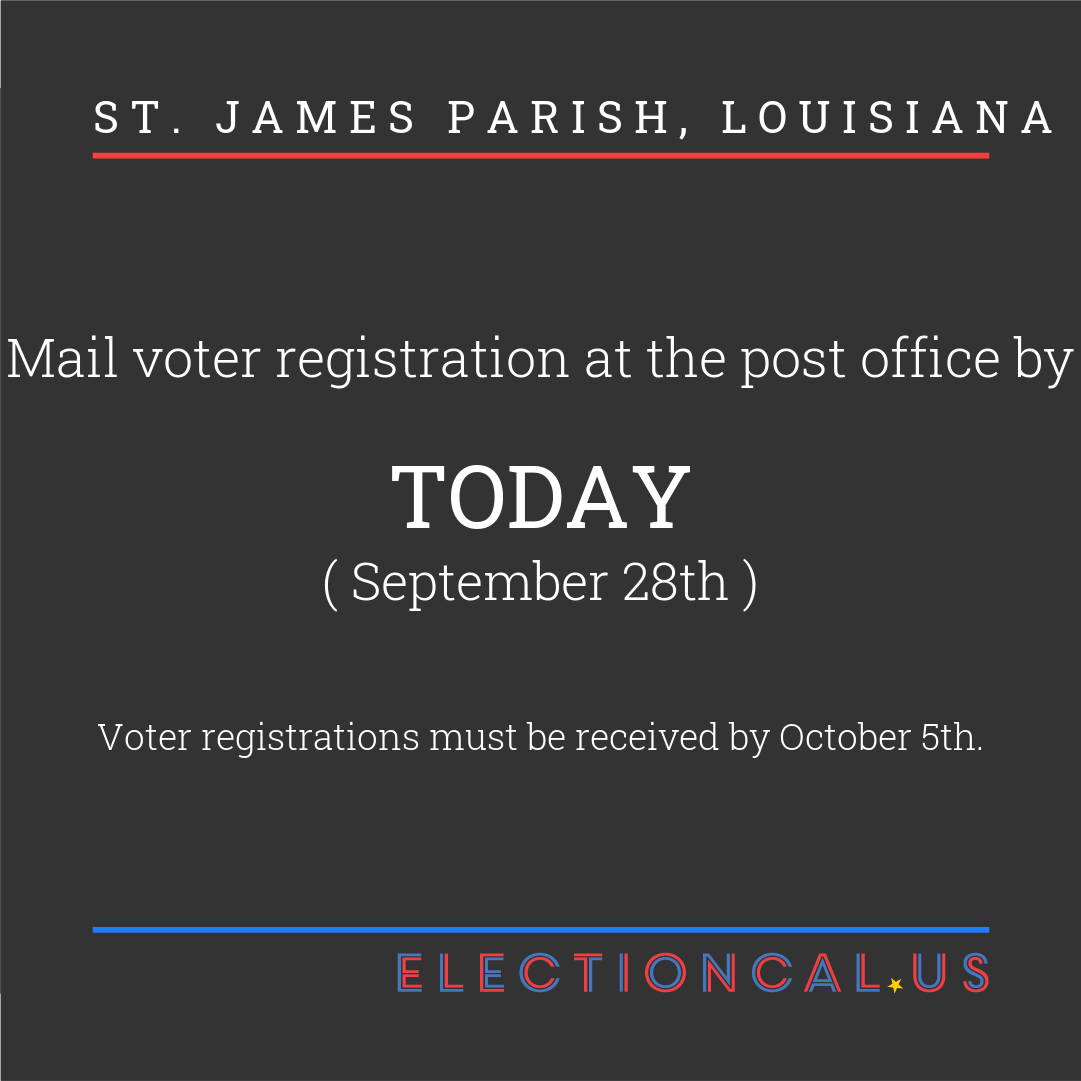 ST. JAMES PARISH, LOUISIANA
Mail voter registration at the post office by
TODAY
( September 28th )
Voter registrations must be received by October 5th.
ELECTIONCAL.US